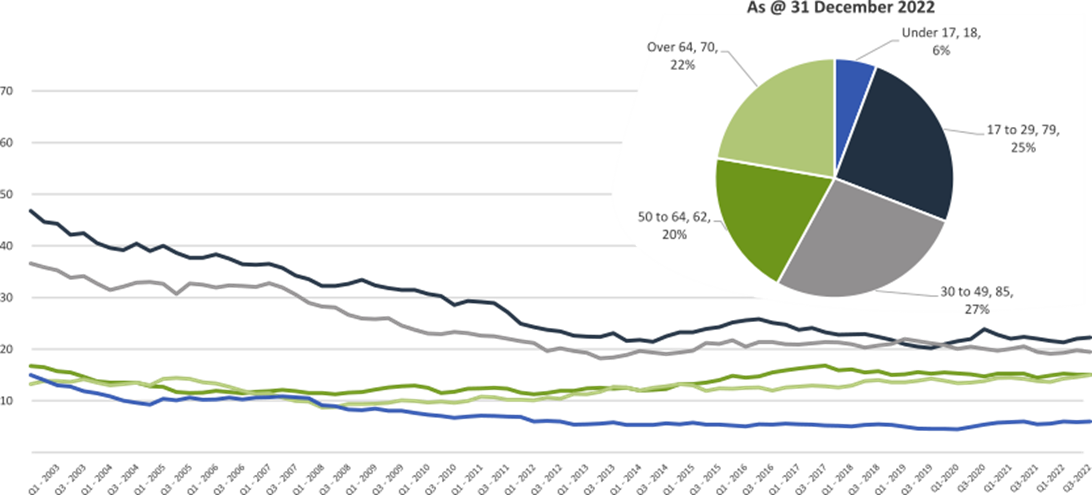 As @ 31 December 2022
Under 17, 18,
6%
Over 64, 70,
22%
17 to 29, 79,
25%
50 to 64, 62,
20%
30 to 49, 85,
27%
70
60
50
40
30
20
10
Q1 - 2003
Q3 - 2003
Q1 - 2004
Q3 - 2004
Q1 - 2005
Q3 - 2005
Q1 - 2006
Q3 - 2006
Q1 - 2007
Q3 - 2007
Q1 - 2008
Q3 - 2008
Q1 - 2009
Q3 - 2009
Q1 - 2010
Q3 - 2010
Q1 - 2011
Q3 - 2011
Q1 - 2012
Q3 - 2012
Q1 - 2013
Q3 - 2013
Q1 - 2014
Q3 - 2014
Q1 - 2015
Q3 - 2015
Q1 - 2016
Q3 - 2016
Q1 - 2017
Q3 - 2017
Q1 - 2018
Q3 - 2018
Q1 - 2019
Q3 - 2019
Q1 - 2020
Q3 - 2020
Q1 - 2021
Q3 - 2021
Q1 - 2022
Q3 - 2022